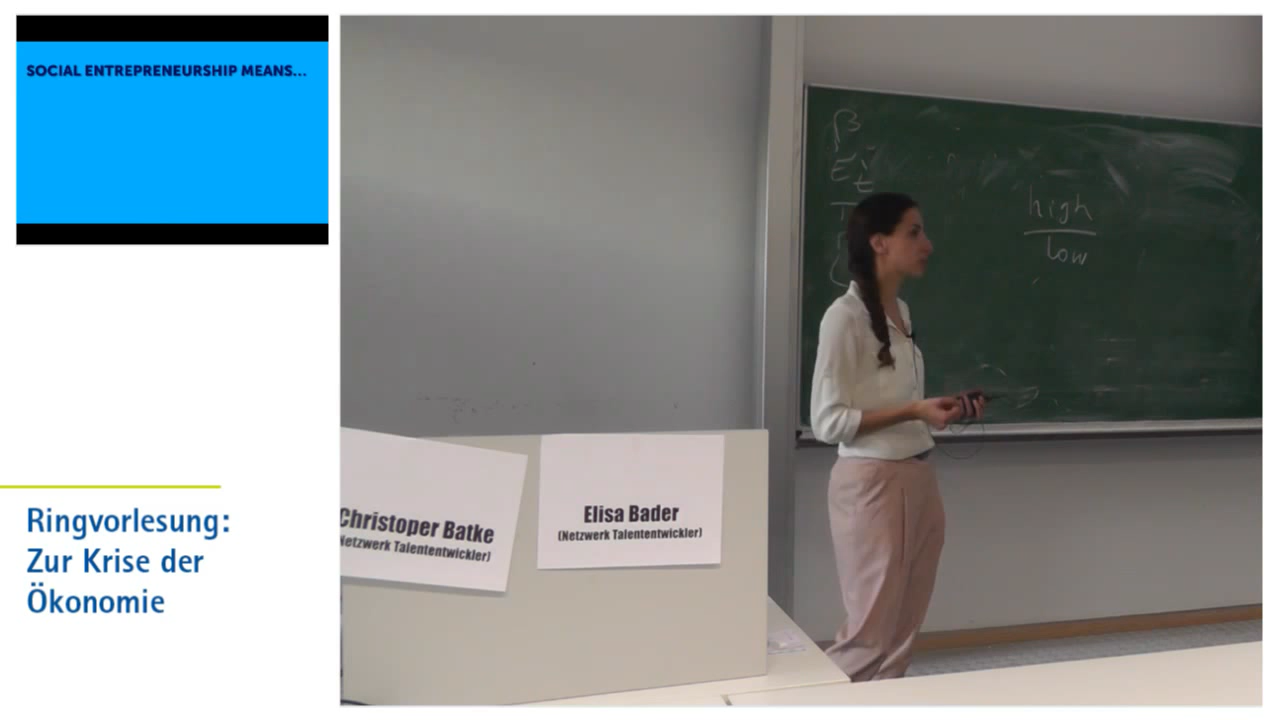 SOCIAL ENTREPRENEURSHIP MEANS...
Ringvorlesung:
Zur Krise der
Ökonomie
Christoper Batke
Netzwerk Talententwickler)
Elisa Bader
(Netzwerk Talententwickler)
β
high
low